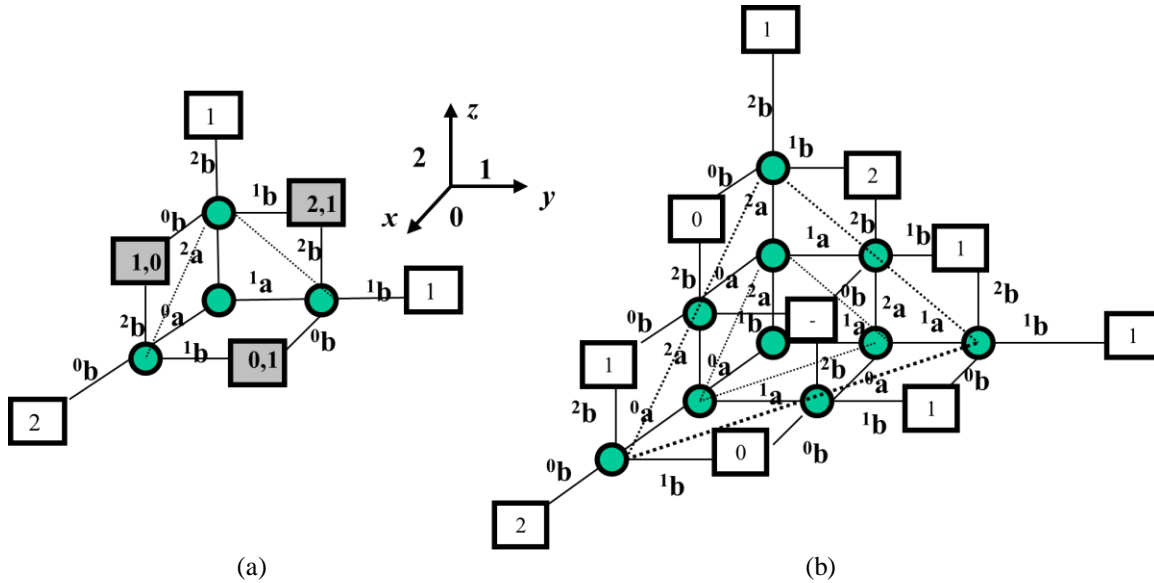 1
²b
¹b
2,1
⁰b
1,0
²a
²b
¹a
¹b
1
²b
⁰a
⁰b
⁰b
¹b
0,1
2
z
2
1
x
y
0
(a)
1
²b
¹b
⁰b
2
0
²a
¹a
²b
¹b
1
²b
⁰a
²a
⁰b
²a
²b
⁰b
¹b
-
¹a
¹a
¹b
1
1
²a
⁰a
²b
⁰a
⁰b
²b
⁰a
¹a
¹b
1
⁰b
0
⁰b
¹b
2
(b)